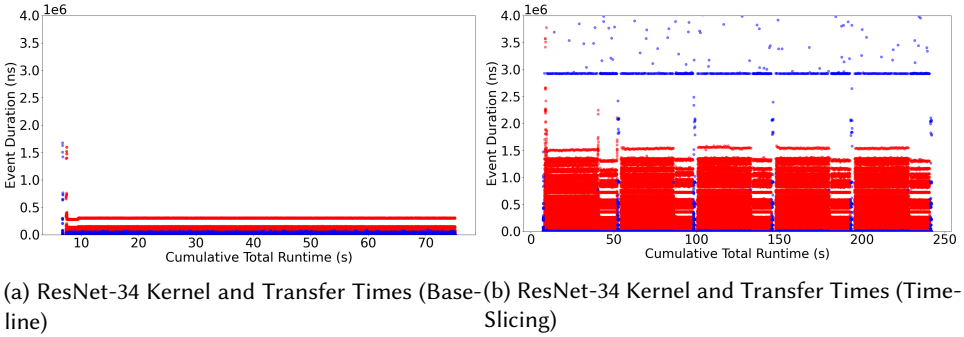 1e6
4.0
3.5
3.0
2.5
2.0
1.5
1.0
0.5
0.0
Event Duration (ns)
10 20 30 40 50 60 70
Cumulative Total Runtime (s)
(a) ResNet-34 Kernel and Transfer Times (Base-
line)
1e6
4.0
3.5
3.0
2.5
2.0
1.5
1.0
0.5
0.0
Event Duration (ns)
0 50 100 150 200 250
Cumulative Total Runtime (s)
(b) ResNet-34 Kernel and Transfer Times (Time-
Slicing)